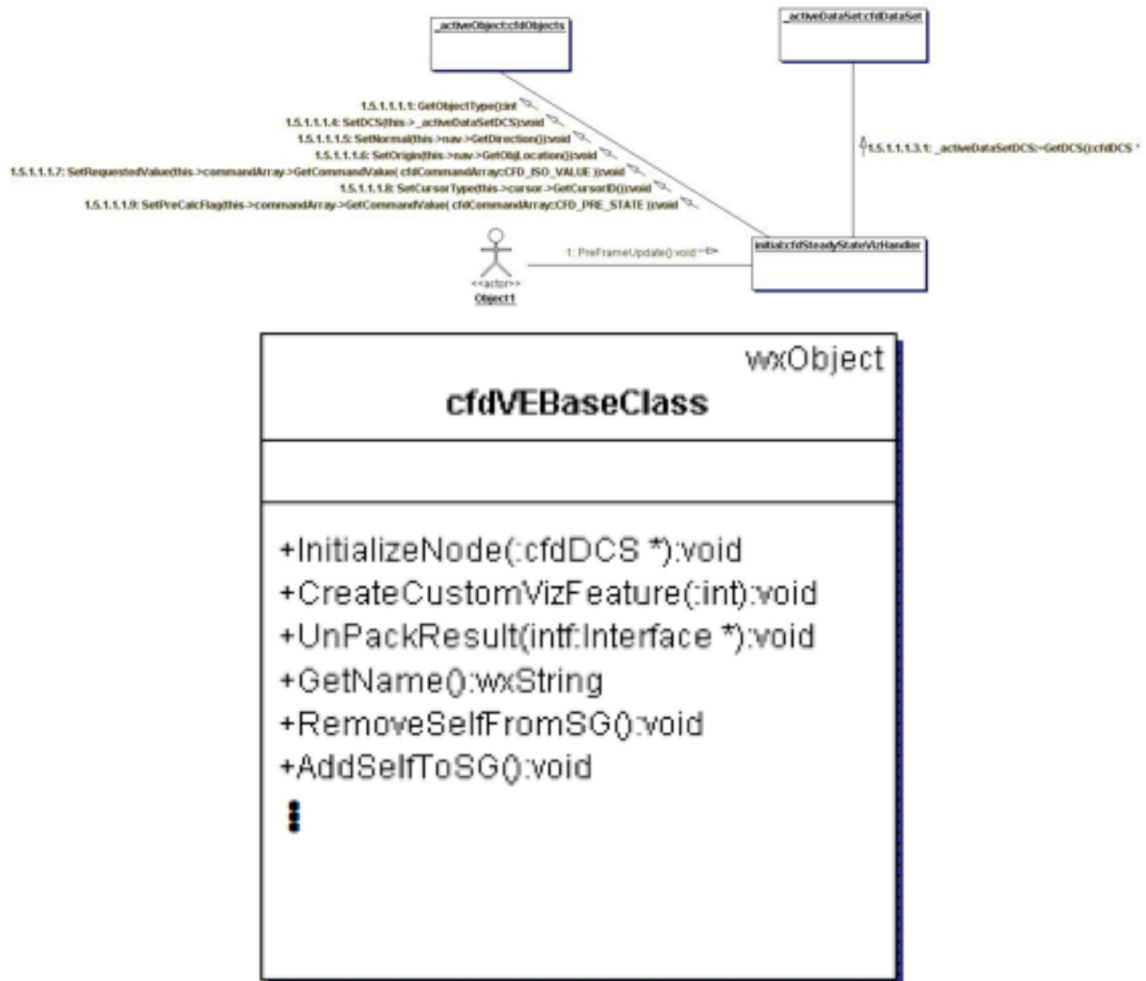 _activeObject:cfdObjects
_activeDataSet:cfdDataSet
1.5.1.1.1.1: GetObjectType():int
1.5.1.1.1.4: SetDCS(this->_activeDataSetDCS):void
1.5.1.1.1.5: SetNormal(this->nav->GetDirection()):void
1.5.1.1.1.6: SetOrigin(this->nav->GetObjLocation()):void
1.5.1.1.1.7: SetRequestedValue(this->commandArray->GetCommandValue( cfdCommandArray:CFD_ISO_VALUE )):void
1.5.1.1.1.8: SetCursorType(this->cursor->GetCursorID()):void
1.5.1.1.1.9: SetPreCalcFlag(this->commandArray->GetCommandValue( cfdCommandArray:CFD_PRE_STATE )):void
1.5.1.1.1.3.1: _activeDataSetDCS:=GetDCS():cfdDCS *
1: PreFrameUpdate():void
initial:cfdSteadyStateVizHandler
<<actor>>
Object1
wxObject
cfdVEBaseClass
+InitializeNode(:cfdDCS *):void
+CreateCustomVizFeature(:int):void
+UnPackResult(intf:Interface *):void
+GetName():wxString
+RemoveSelfFromSG():void
+AddSelfToSG():void